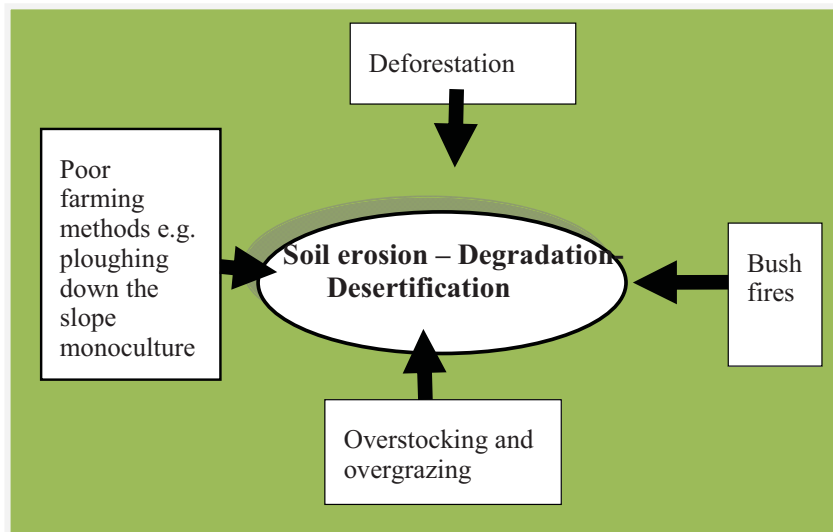 Deforestation
Poor
farming
methods e.g.
ploughing
down the
slope
monoculture
Soil erosion – Degradation-
Desertification
Bush
fires
Overstocking and
overgrazing